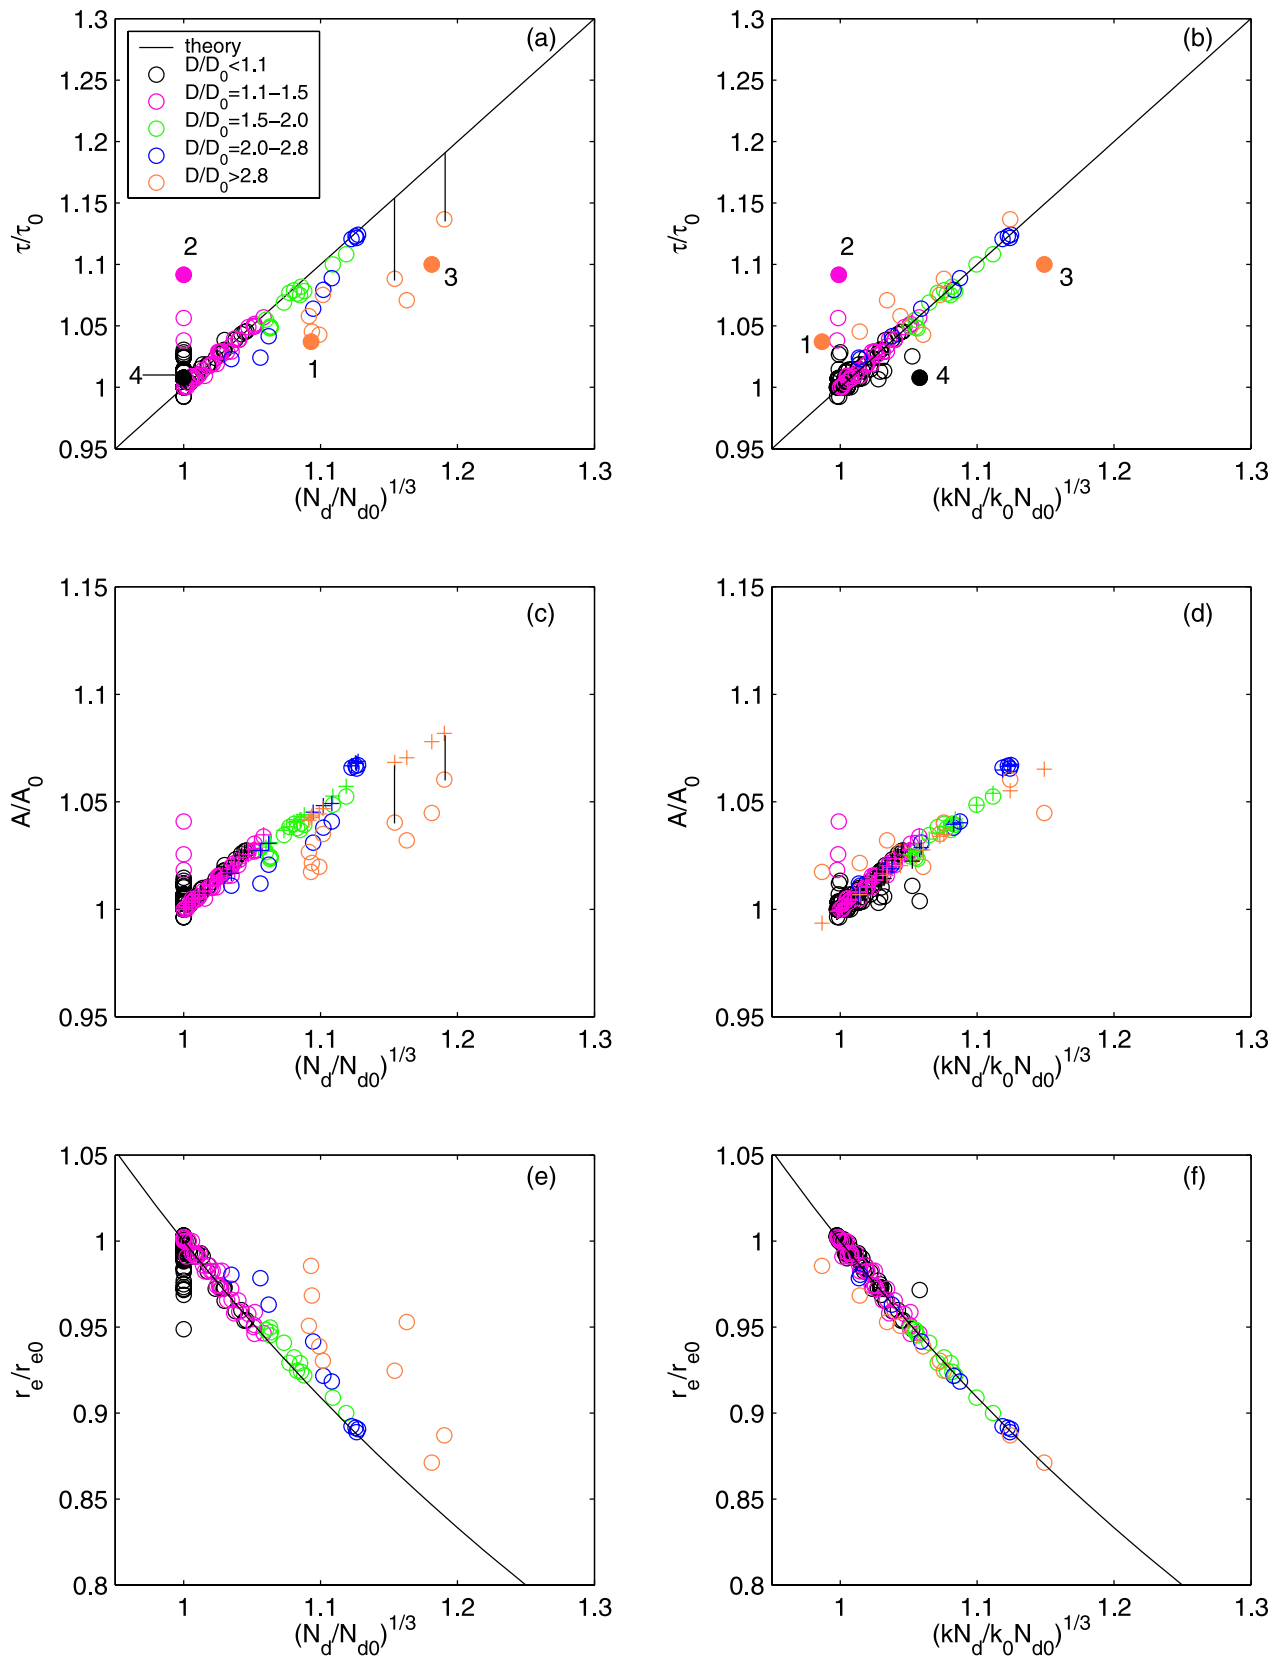 (a)
theory
D/D0<1.1
D/D0=1.1−1.5
D/D0=1.5−2.0
D/D0=2.0−2.8
D/D0>2.8
1.3
1.25
1.2
1.15
1.1
1.05
1
0.95
τ/τ0
2
3
1
4
1
1.1
1.2
1.3
(Nd/Nd0)1/3
(b)
1.3
1.25
1.2
1.15
1.1
1.05
1
0.95
τ/τ0
2
3
1
4
1
1.1
1.2
1.3
(kNd/k0Nd0)1/3
(c)
1.15
1.1
1.05
1
0.95
A/A0
1
1.1
1.2
1.3
(Nd/Nd0)1/3
(d)
1.15
1.1
1.05
1
0.95
A/A0
1
1.1
1.2
1.3
(kNd/k0Nd0)1/3
(e)
1.05
1
0.95
0.9
0.85
0.8
re/re0
1
1.1
1.2
1.3
(Nd/Nd0)1/3
(f)
1.05
1
0.95
0.9
0.85
0.8
re/re0
1
1.1
1.2
1.3
(kNd/k0Nd0)1/3